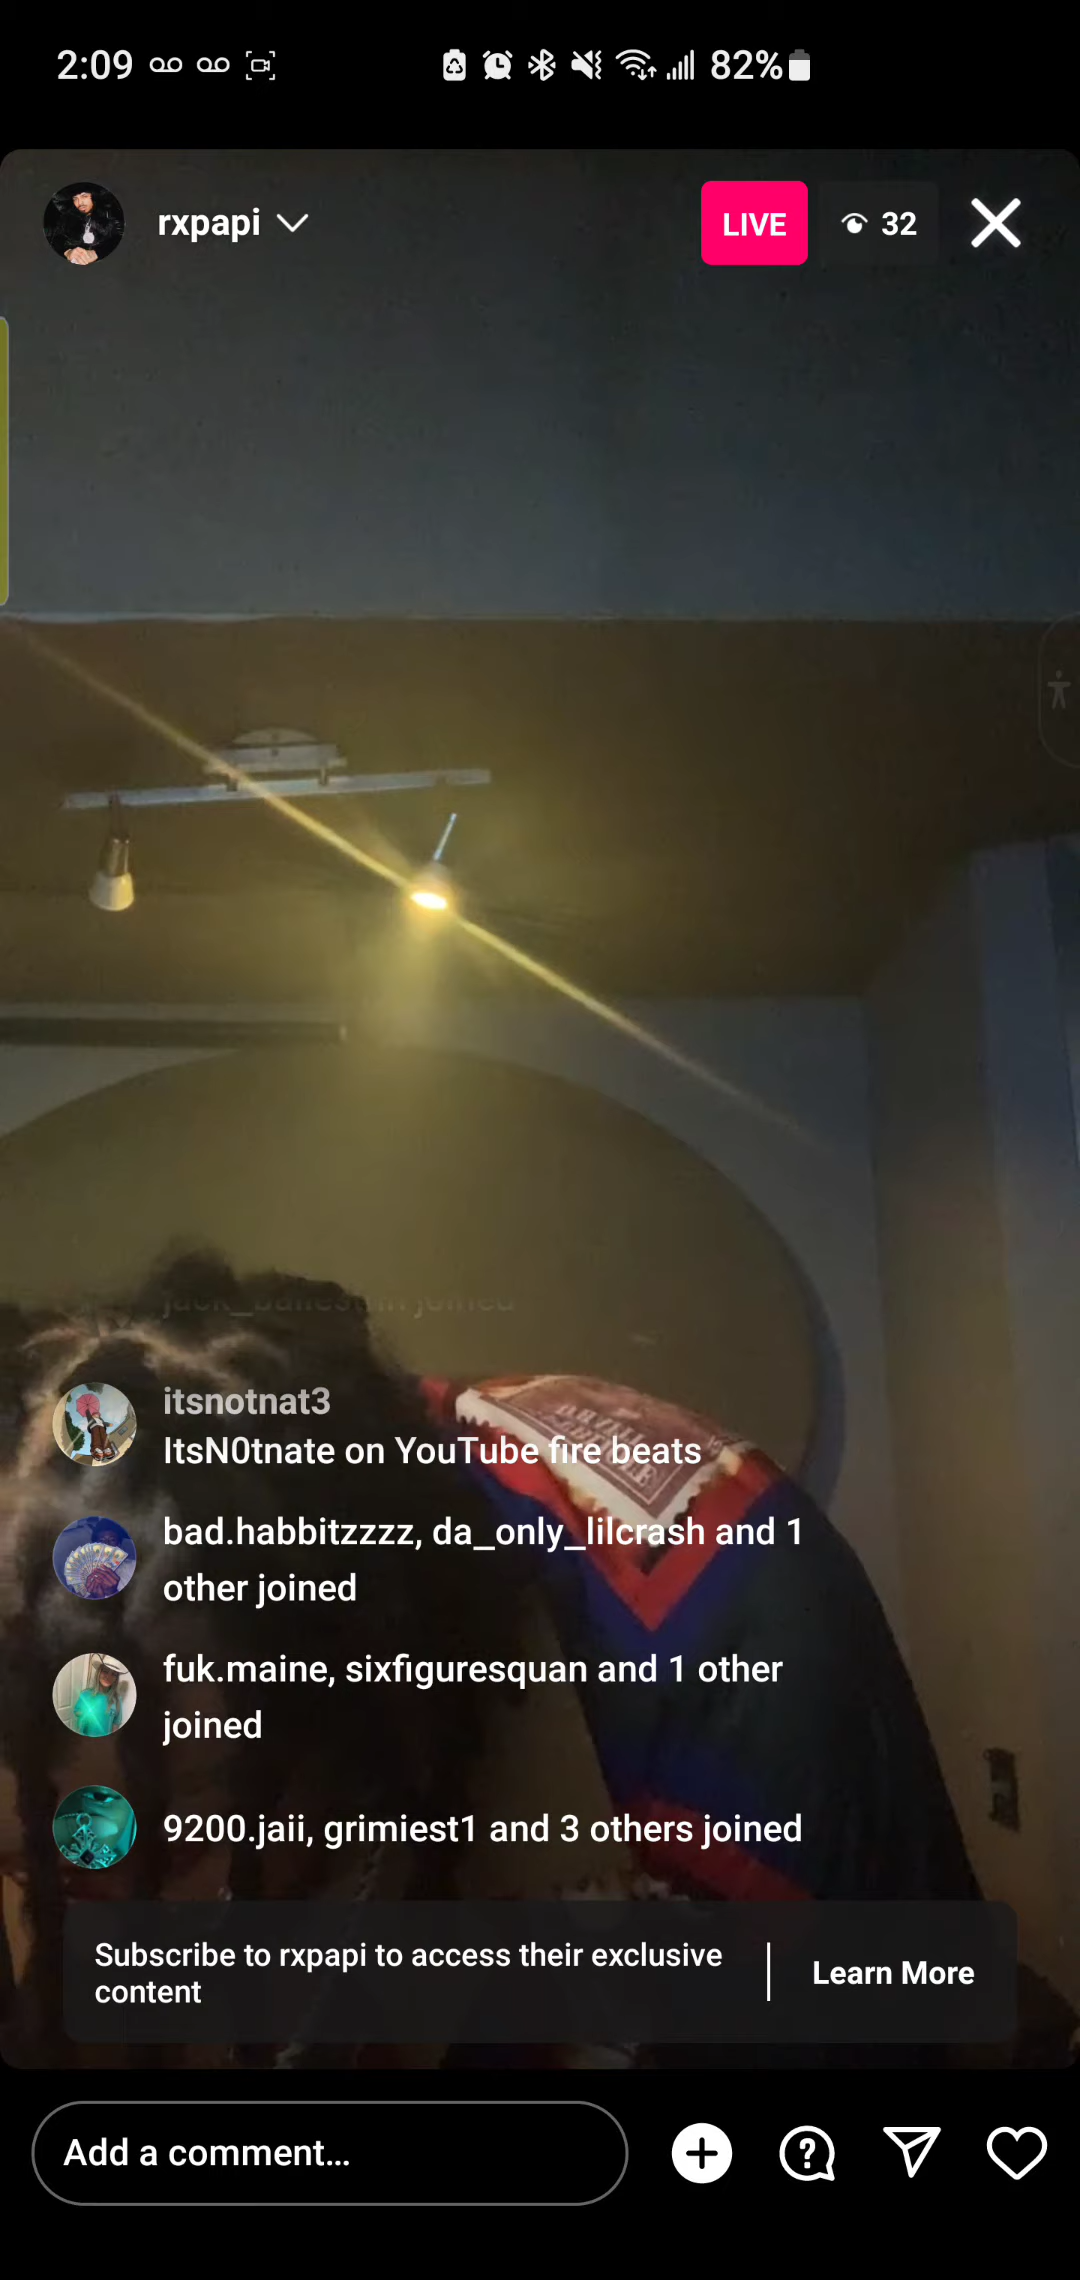 2:09
82%
rxpapi
LIVE
32
itsnotnat3
ItsN0tnate on YouTube fire beats
bad.habbitzzzz, da_only_lilcrash and 1
other joined
fuk.maine, sixfiguresquan and 1 other
joined
9200.jaii, grimiest1 and 3 others joined
Subscribe to rxpapi to access their exclusive
content
Learn More
Add a comment...